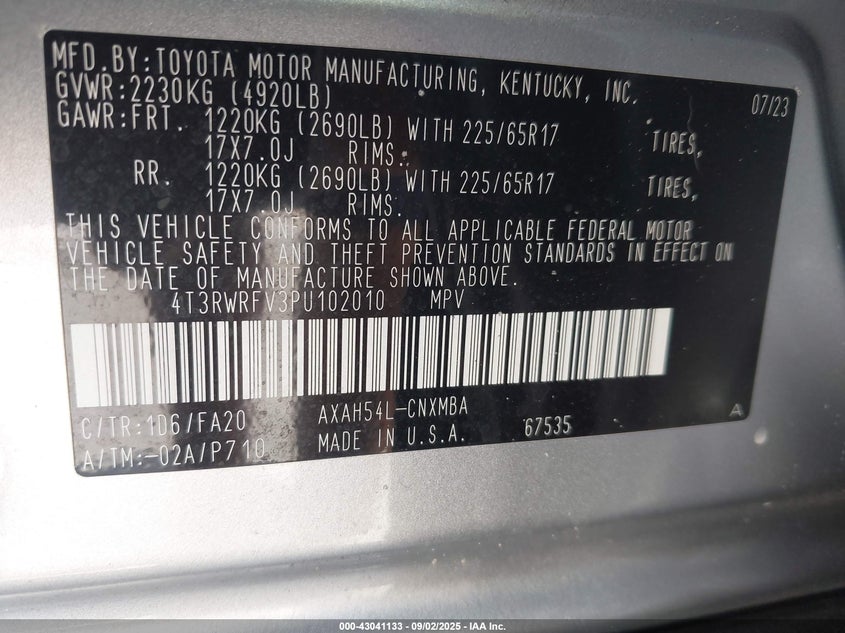 MFD.BY:TOYOTA MOTOR MANUFACTURING, KENTUCKY, INC. 07/23
GVWR:2230KG (4920LB)
GAWR:FRT. 1220KG (2690LB) WITH 225/65R17 TIRES,
17X7.0J RIMS.
RR. 1220KG (2690LB) WITH 225/65R17 TIRES,
17X7.0J RIMS.
THIS VEHICLE CONFORMS TO ALL APPLICABLE FEDERAL MOTOR
VEHICLE SAFETY AND THEFT PREVENTION STANDARDS IN EFFECT ON
THE DATE OF MANUFACTURE SHOWN ABOVE.
4T3RWRFV3PU102010 MPV
C/TR:1D6/FA20 AXAH54L-CNXMBA A
A/TM:-02A/P710 MADE IN U.S.A. 67535
000-43041133 - 09/02/2025 - IAA Inc.